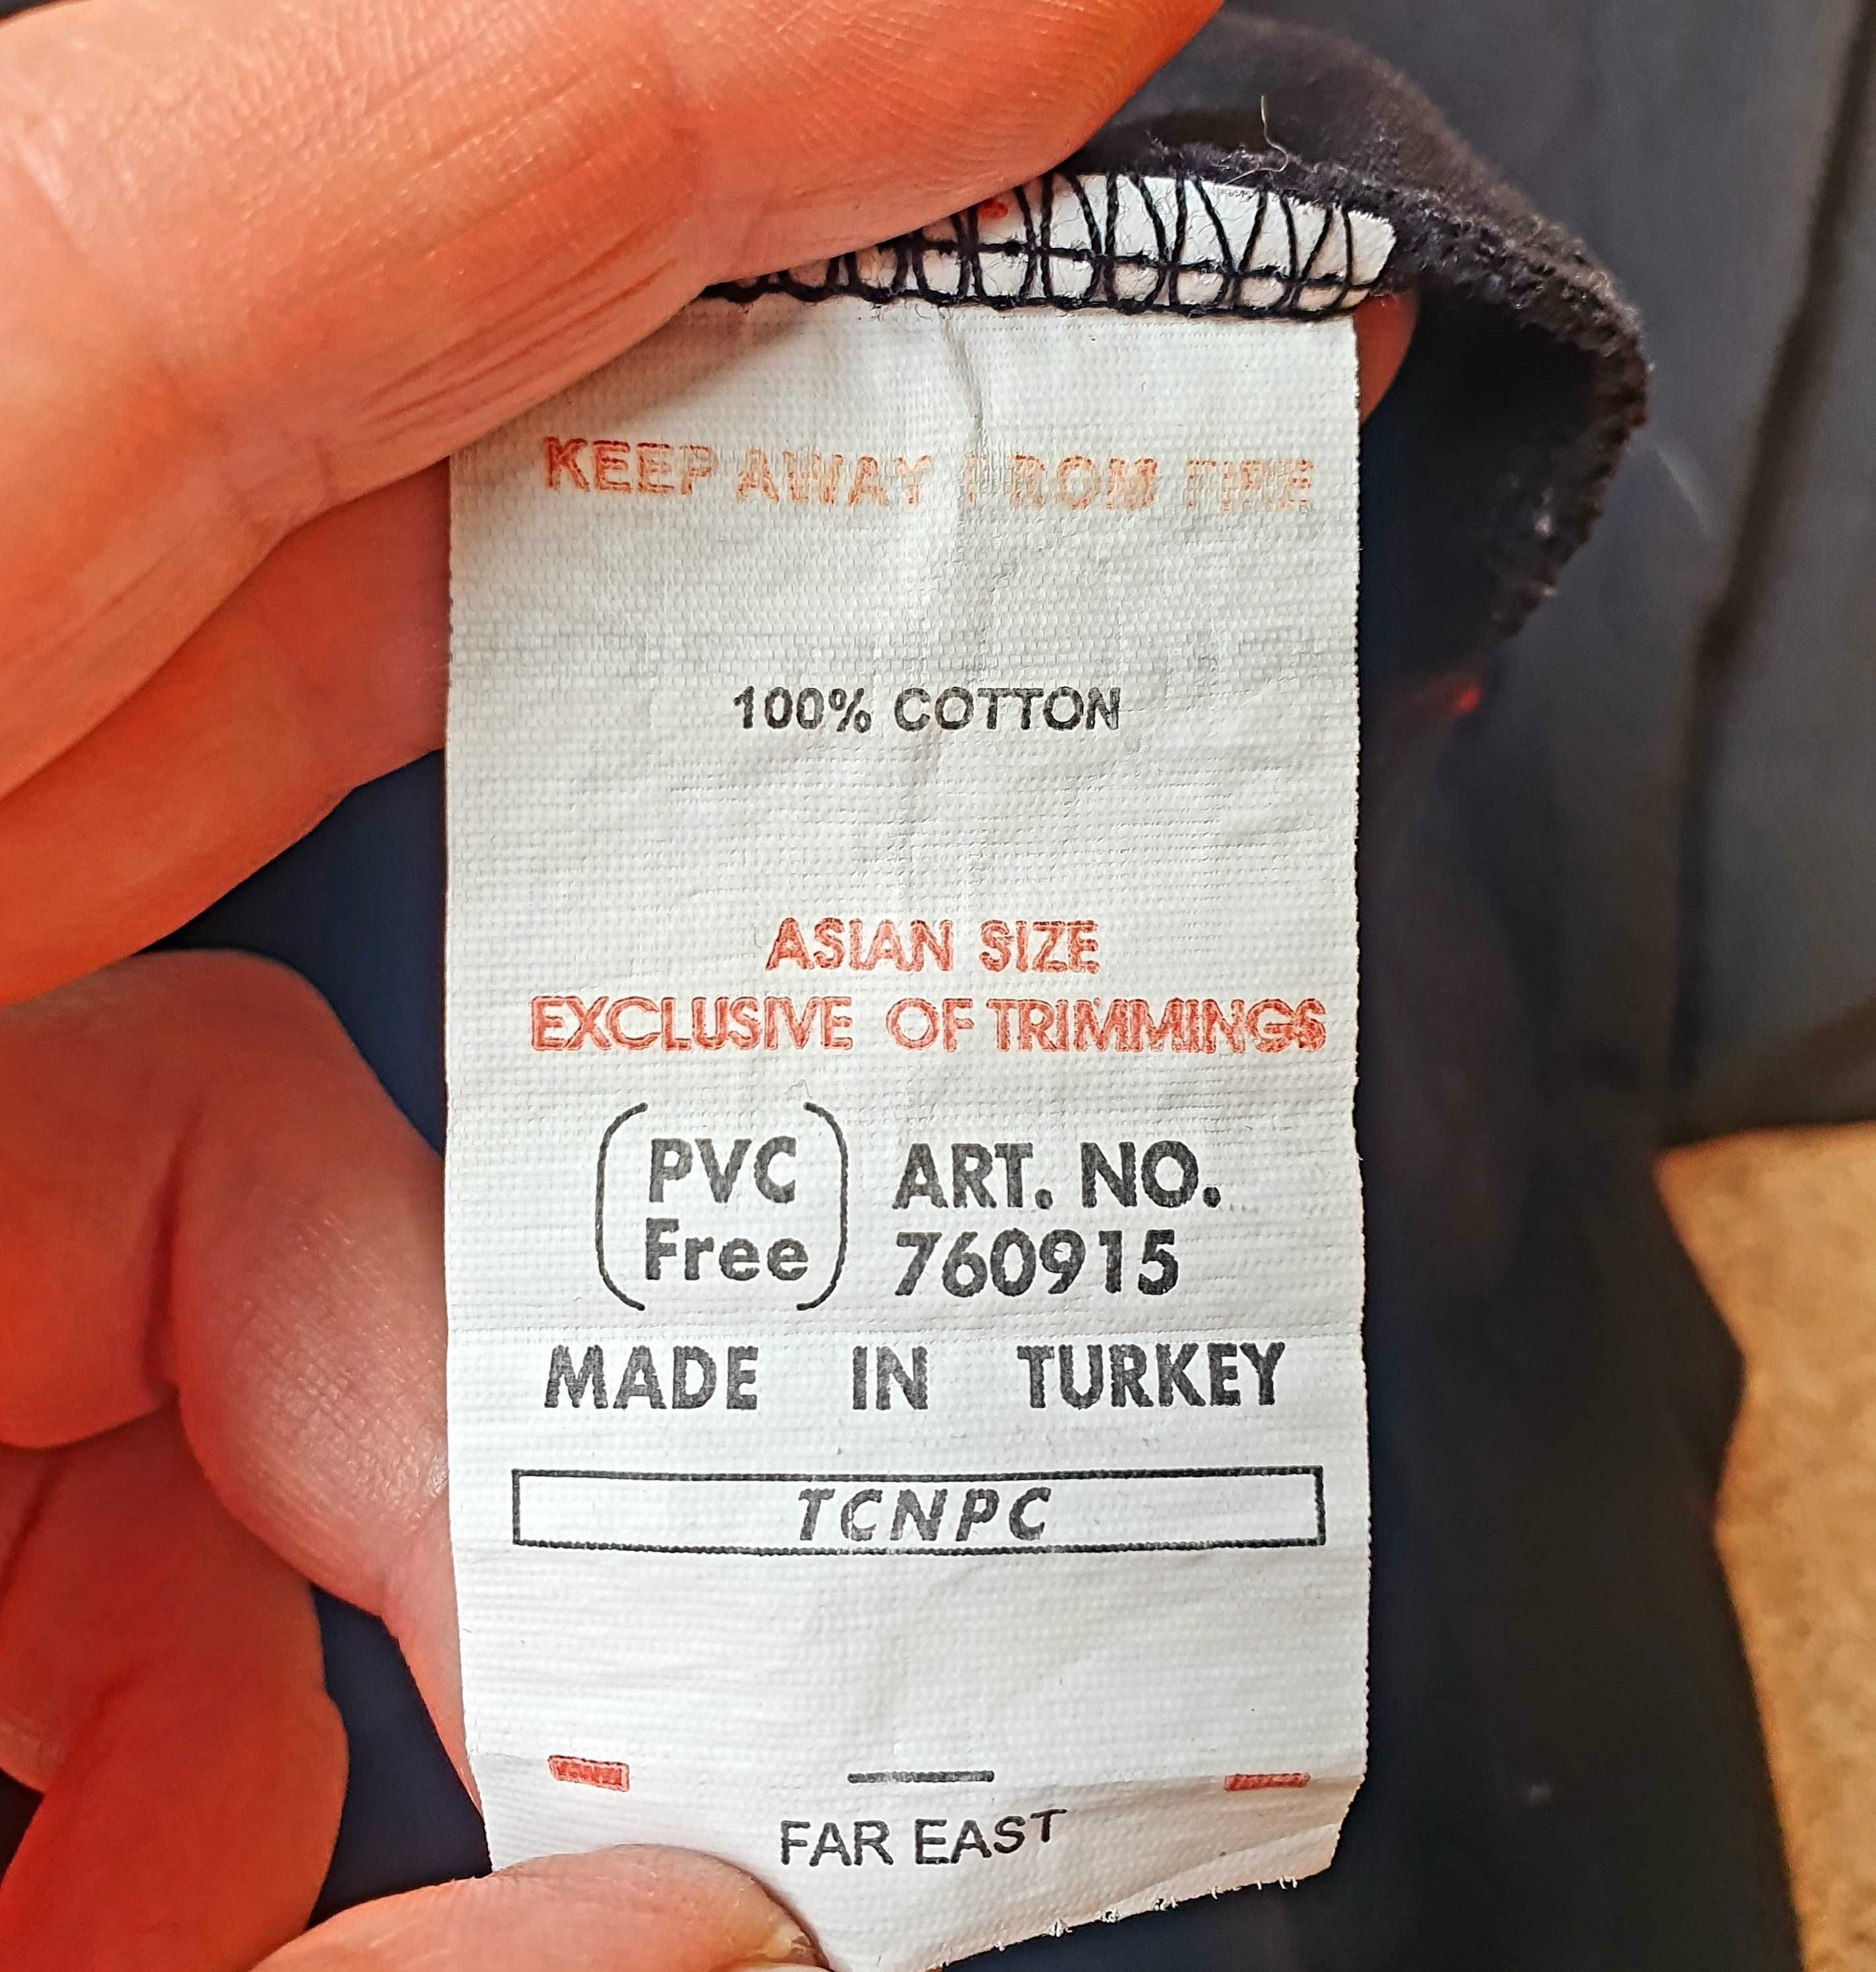 KEEP AWAY FROM FIRE
100% COTTON
ASIAN SIZE
EXCLUSIVE OF TRIMMINGS
PVC ART. NO.
Free 760915
MADE IN TURKEY
TCNPC
FAR EAST